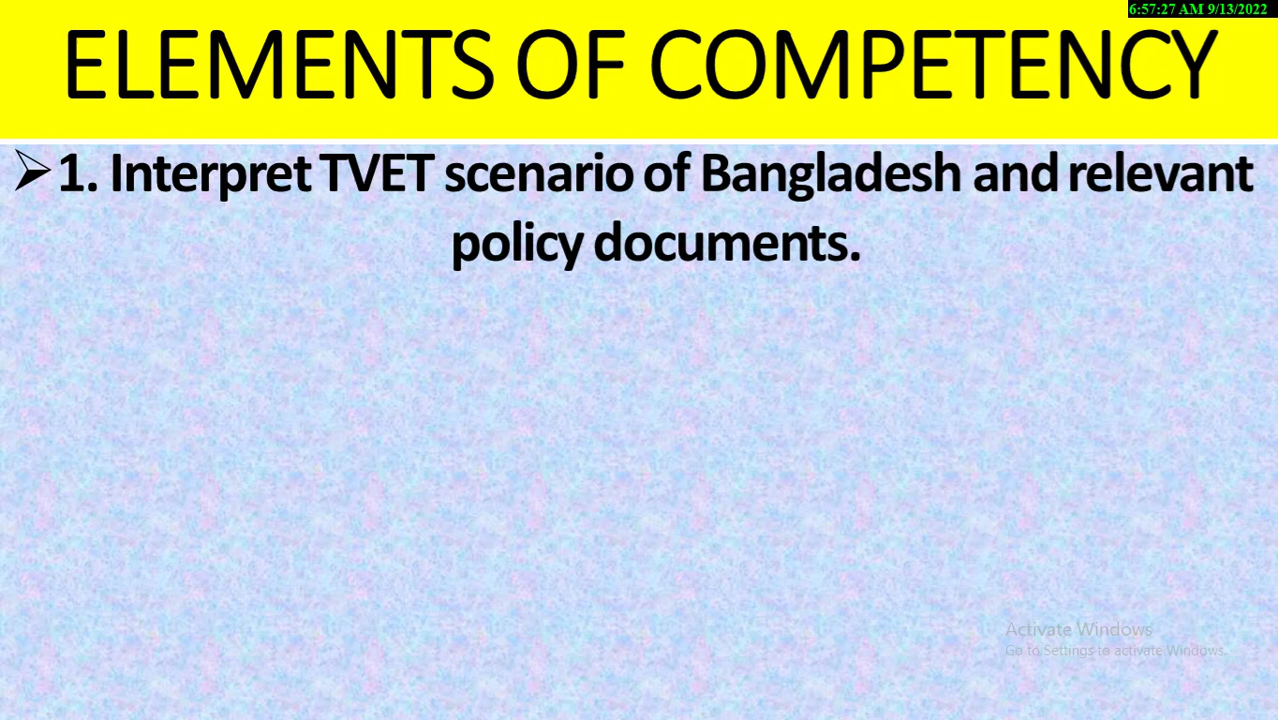 6:57:27 AM 9/13/2022
ELEMENTS OF COMPETENCY
➢1. Interpret TVET scenario of Bangladesh and relevant
policy documents.
Activate Windows
Go to Settings to activate Windows.